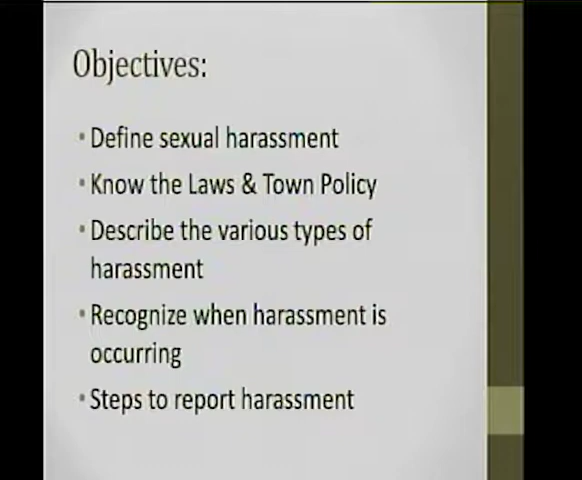 Objectives:
• Define sexual harassment
• Know the Laws & Town Policy
• Describe the various types of
harassment
• Recognize when harassment is
occurring
• Steps to report harassment